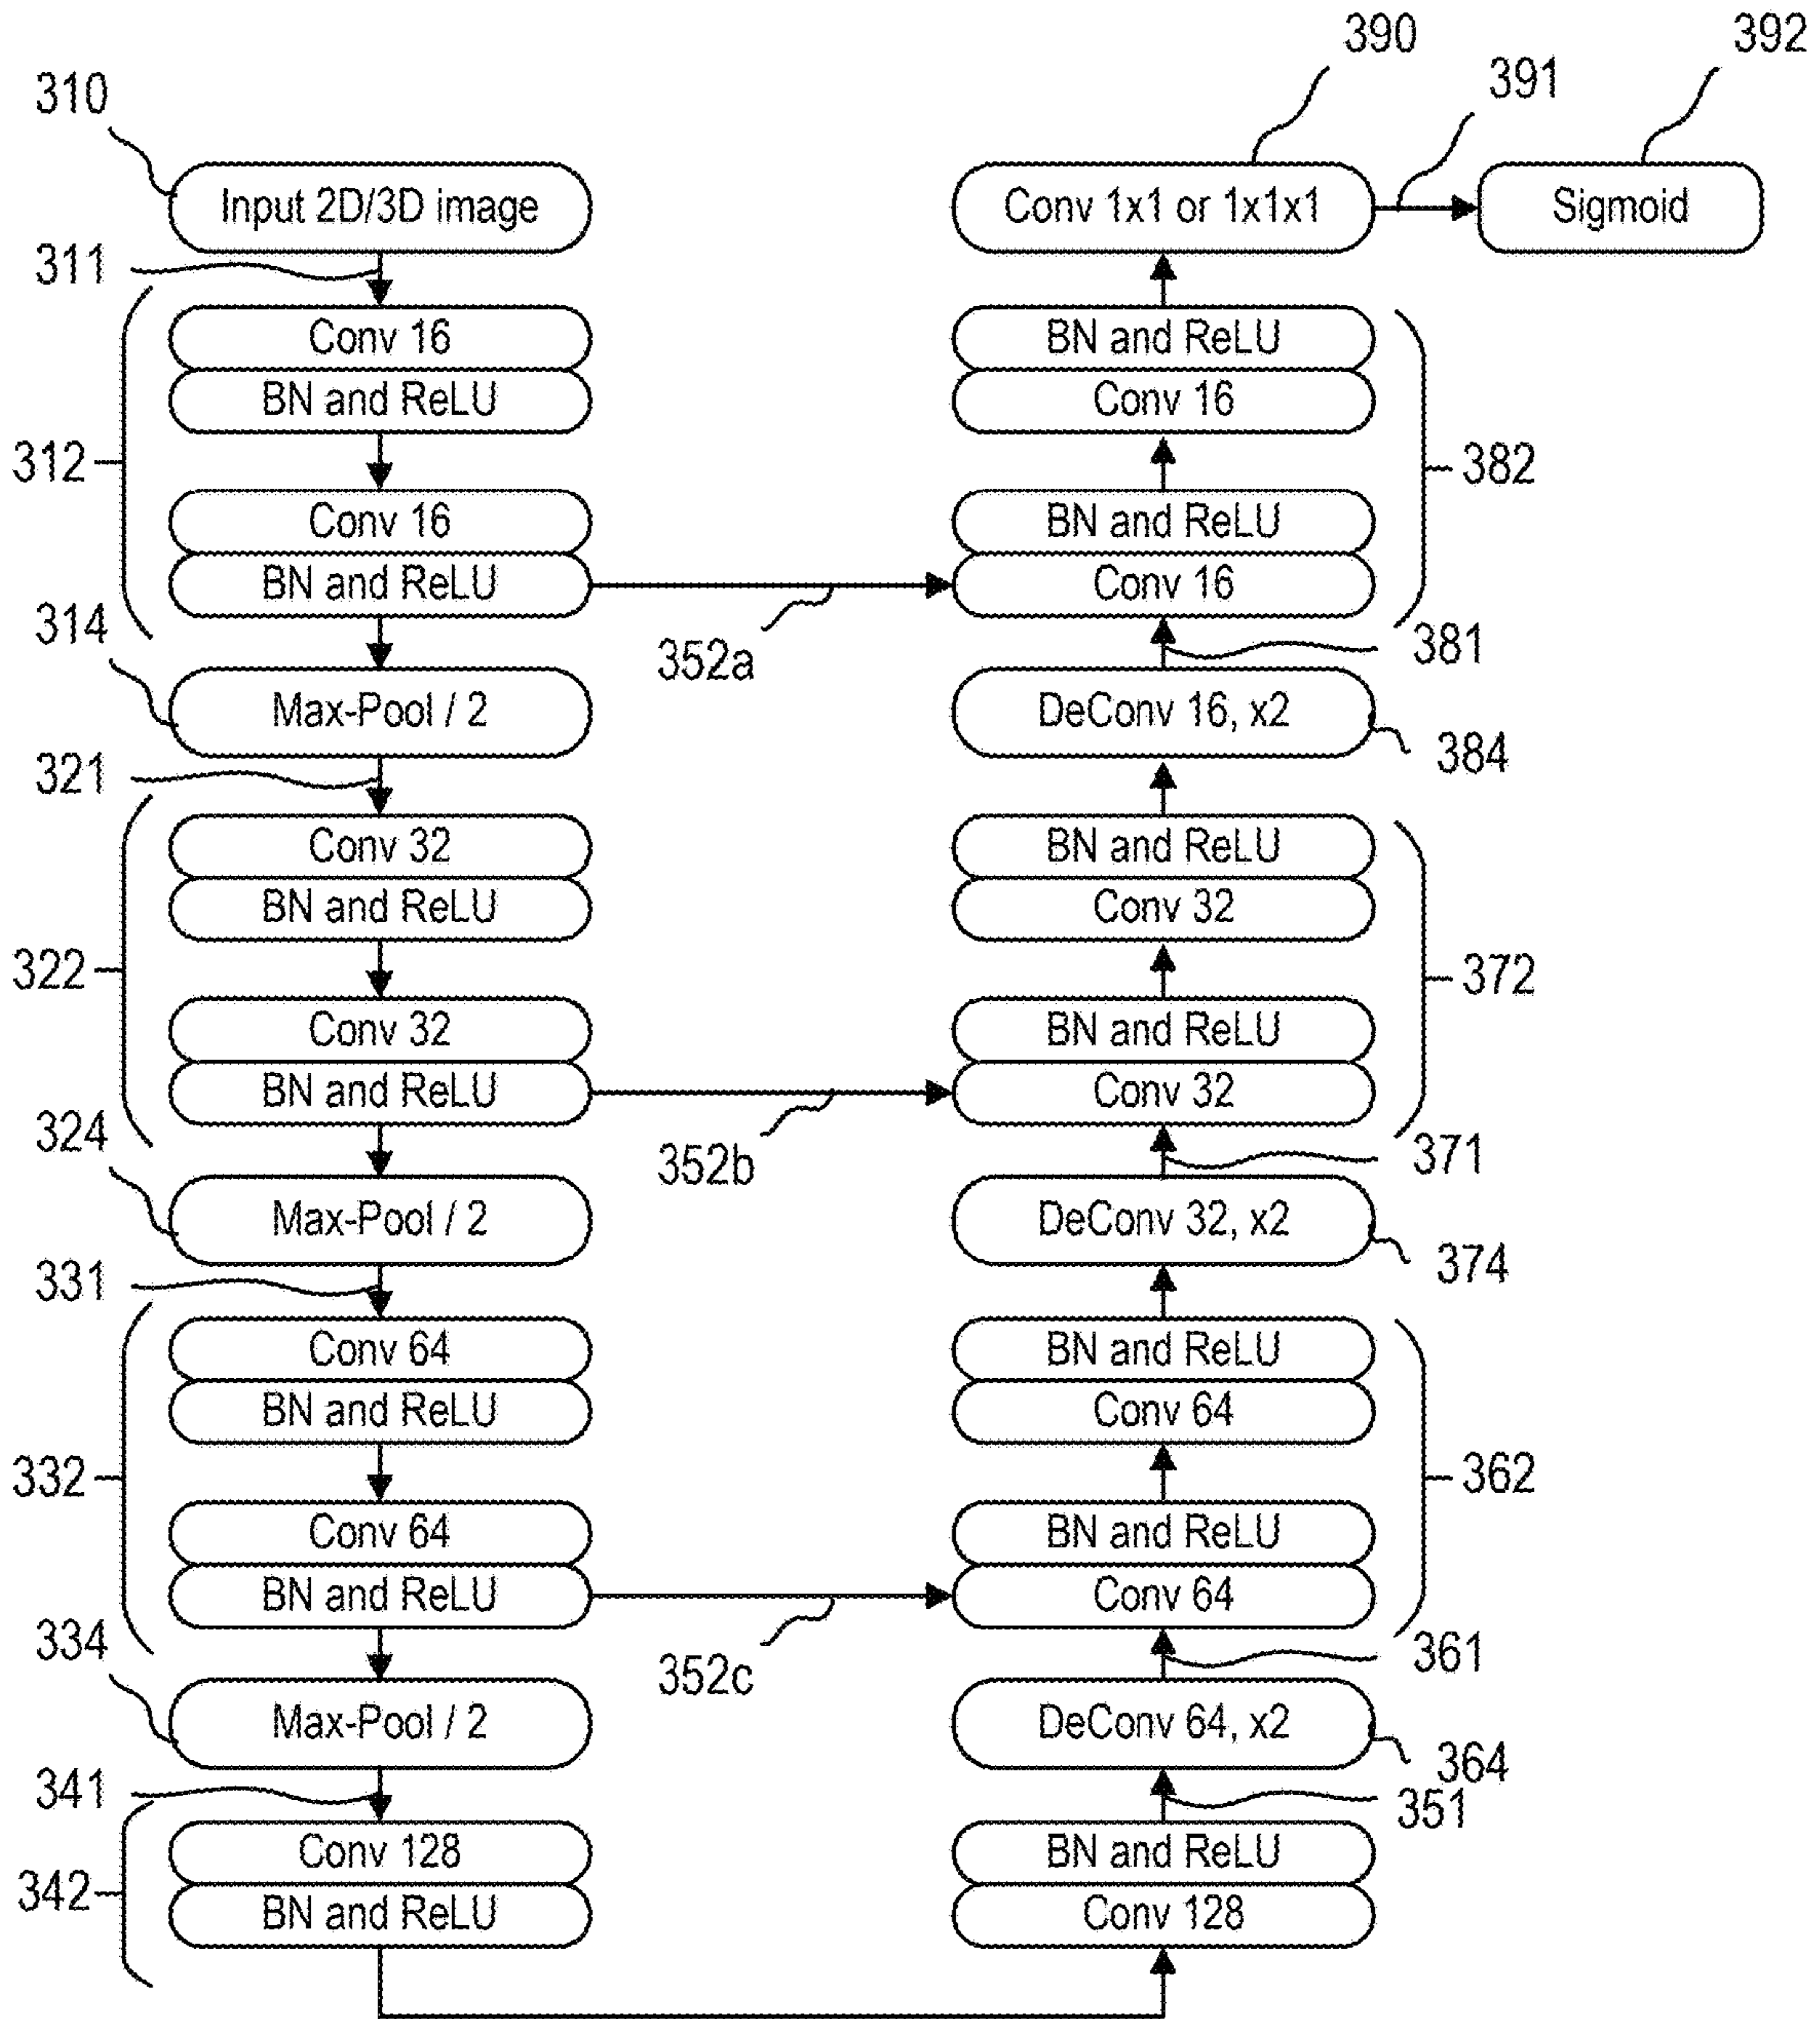 390
392
310
391
Input 2D/3D image
Conv 1x1 or 1x1x1
Sigmoid
311
Conv 16
BN and ReLU
BN and ReLU
Conv 16
312
382
Conv 16
BN and ReLU
BN and ReLU
Conv 16
314
352a
381
Max-Pool / 2
DeConv 16, x2
384
321
Conv 32
BN and ReLU
BN and ReLU
Conv 32
322
372
Conv 32
BN and ReLU
BN and ReLU
Conv 32
324
352b
371
Max-Pool / 2
DeConv 32, x2
374
331
Conv 64
BN and ReLU
BN and ReLU
Conv 64
332
362
Conv 64
BN and ReLU
BN and ReLU
Conv 64
334
352c
361
Max-Pool / 2
DeConv 64, x2
364
341
351
Conv 128
BN and ReLU
342
BN and ReLU
Conv 128